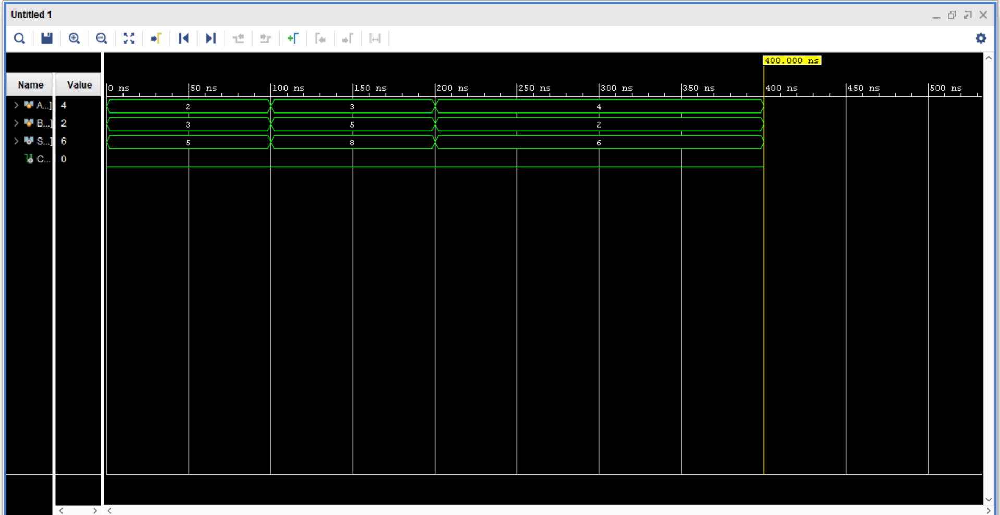 Untitled 1
400.000 ns
Name Value
0 ns 50 ns 100 ns 150 ns 200 ns 250 ns 300 ns 350 ns 400 ns 450 ns 500 ns
A...] 4 2 3 4
B...] 2 3 5 2
S...] 6 5 8 6
C... 0